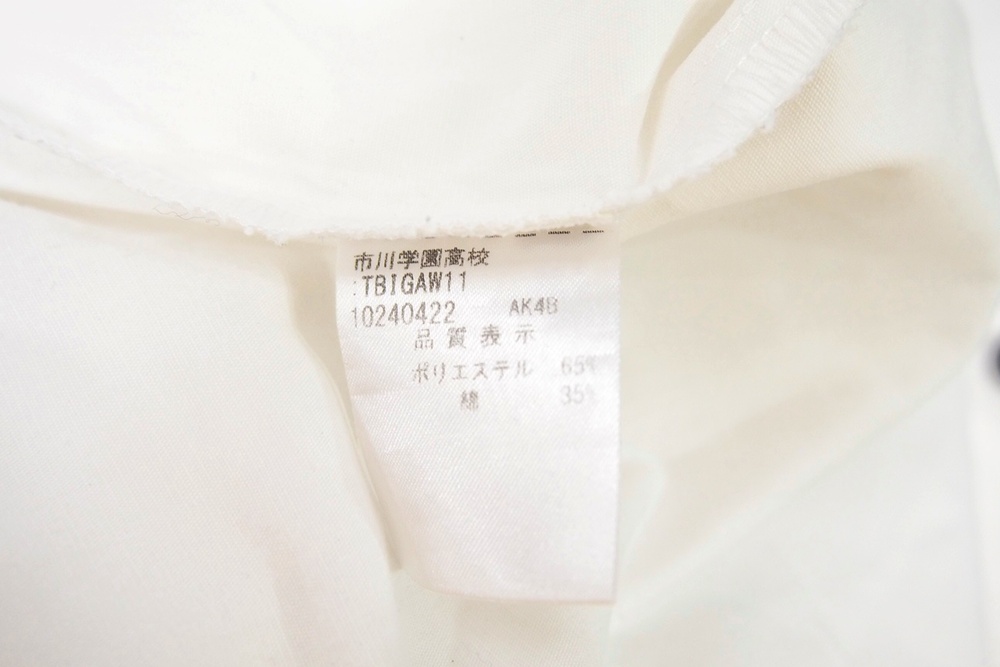 市川学園高校
:TBIGAW11
10240422 AK4B
品質表示
ポリエステル 65%
綿 35%